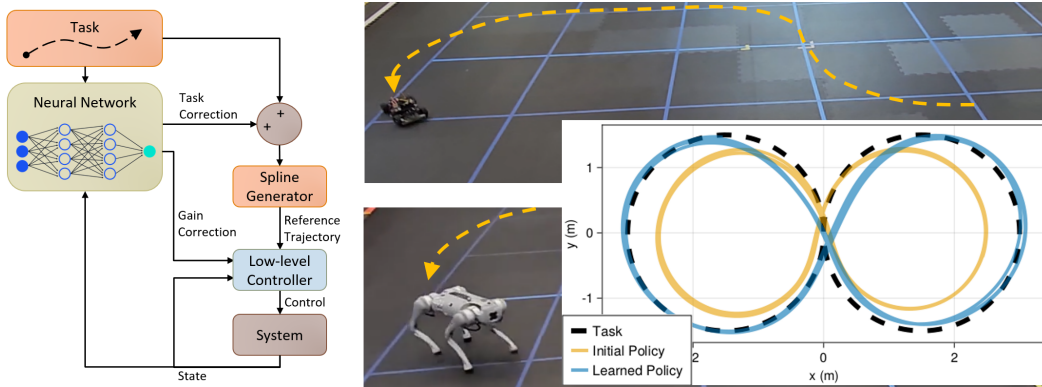 Task
Neural Network
Task
Correction
+
+
Spline
Generator
Gain
Correction
Reference
Trajectory
Low-level
Controller
Control
System
State
y (m)
1
0
-1
2
0
2
x (m)
Task
Initial Policy
Learned Policy